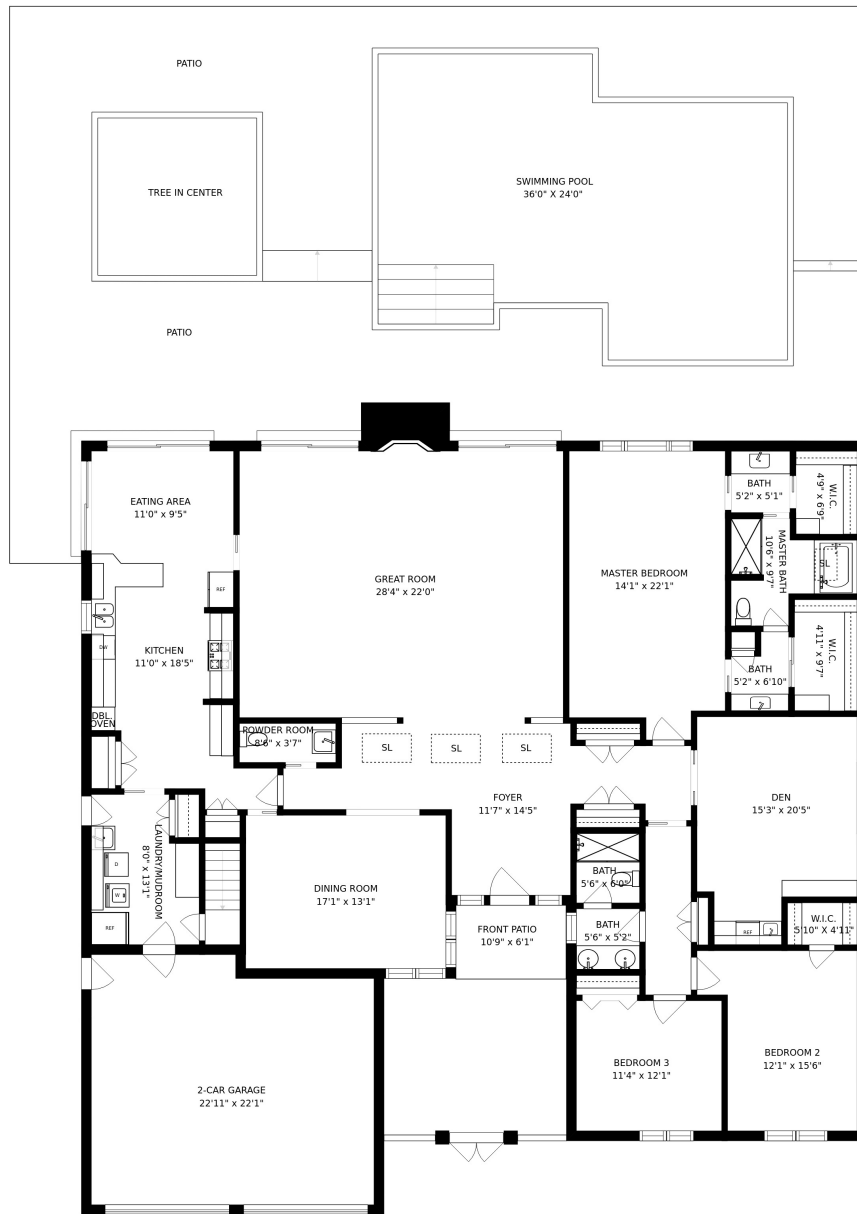 PATIO
TREE IN CENTER
SWIMMING POOL
36'0" X 24'0"
PATIO
EATING AREA
11'0" x 9'5"
BATH
5'2" x 5'1"
W.I.C.
4'9" x 6'9"
MASTER BATH
10'6" x 9'7"
SL
GREAT ROOM
28'4" x 22'0"
MASTER BEDROOM
14'1" x 22'1"
REF
KITCHEN
11'0" x 18'5"
DW
W.I.C.
4'11" x 9'7"
BATH
5'2" x 6'10"
DBL.
OVEN
POWDER ROOM
8'6" x 3'7"
SL
SL
SL
FOYER
11'7" x 14'5"
DEN
15'3" x 20'5"
LAUNDRY/MUDROOM
8'0" x 13'1"
D
W
REF
DINING ROOM
17'1" x 13'1"
BATH
5'6" x 6'0"
FRONT PATIO
10'9" x 6'1"
BATH
5'6" x 5'2"
REF
W.I.C.
5'10" X 4'11"
BEDROOM 2
12'1" x 15'6"
BEDROOM 3
11'4" x 12'1"
2-CAR GARAGE
22'11" x 22'1"